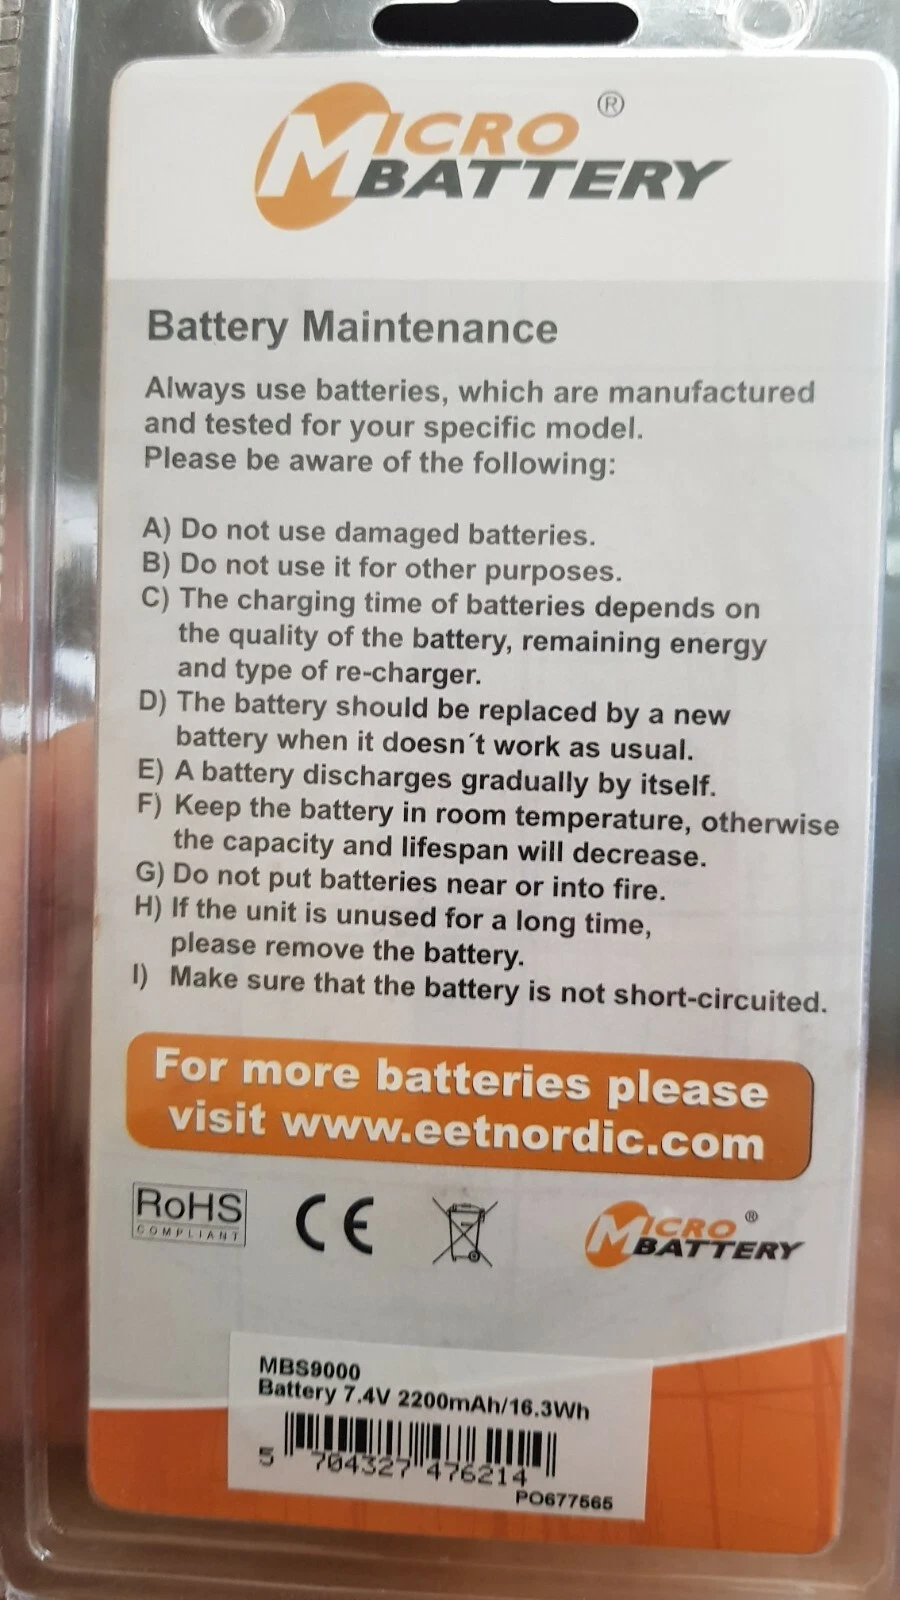 MICRO ®
BATTERY
Battery Maintenance
Always use batteries, which are manufactured
and tested for your specific model.
Please be aware of the following:
A) Do not use damaged batteries.
B) Do not use it for other purposes.
C) The charging time of batteries depends on
the quality of the battery, remaining energy
and type of re-charger.
D) The battery should be replaced by a new
battery when it doesn´t work as usual.
E) A battery discharges gradually by itself.
F) Keep the battery in room temperature, otherwise
the capacity and lifespan will decrease.
G) Do not put batteries near or into fire.
H) If the unit is unused for a long time,
please remove the battery.
I) Make sure that the battery is not short-circuited.
For more batteries please
visit www.eetnordic.com
RoHS
COMPLIANT
CE
MICRO ®
BATTERY
MBS9000
Battery 7.4V 2200mAh/16.3Wh
5 704327 476214
PO677565